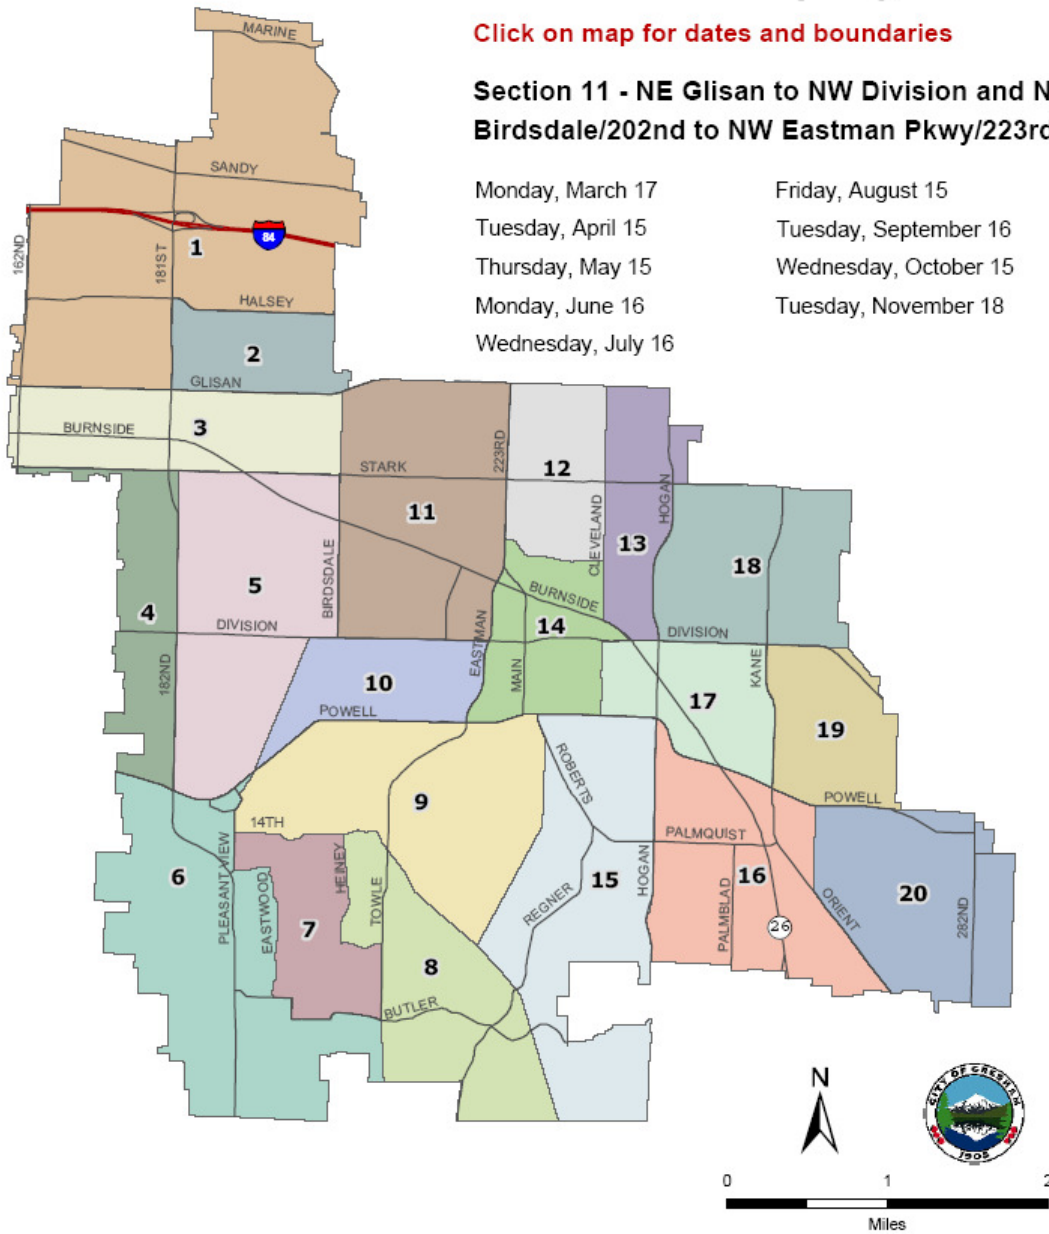 Click on map for dates and boundaries
Section 11 - NE Glisan to NW Division and N
Birdsdale/202nd to NW Eastman Pkwy/223rd
Monday, March 17
Tuesday, April 15
Thursday, May 15
Monday, June 16
Wednesday, July 16
Friday, August 15
Tuesday, September 16
Wednesday, October 15
Tuesday, November 18
MARINE
SANDY
84
162ND
181ST
1
HALSEY
2
GLISAN
3
BURNSIDE
STARK
223RD
12
11
CLEVELAND
13
HOGAN
18
BIRDSDALE
5
4
DIVISION
182ND
BURNSIDE
14
DIVISION
EASTMAN
MAIN
KANE
10
17
POWELL
19
ROBERTS
9
POWELL
14TH
PALMQUIST
PLEASANT VIEW
HEINEY
6
EASTWOOD
TOWLE
REGNER
15
HOGAN
16
PALMBLAD
ORIENT
20
282ND
7
26
8
BUTLER
N
CITY OF GRESHAM
1905
0 1 2
Miles